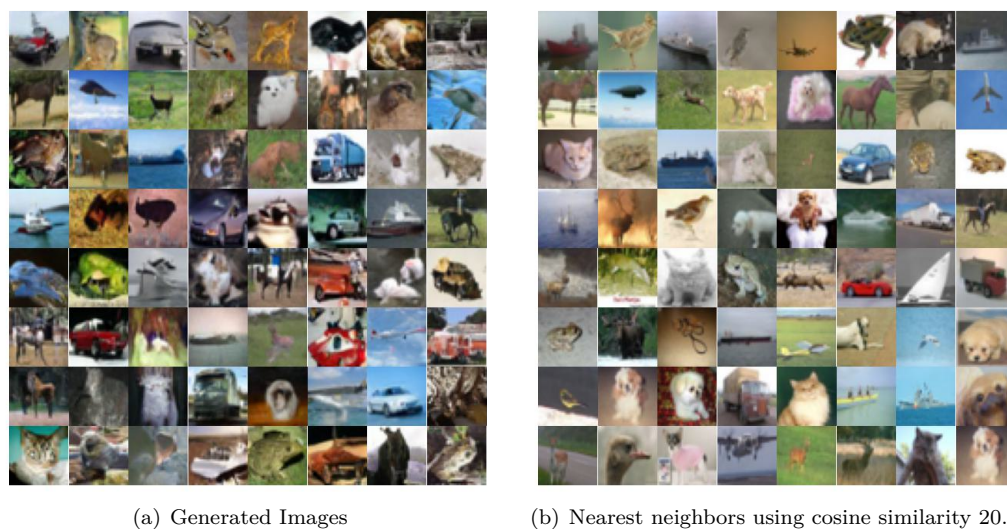 (a) Generated Images
(b) Nearest neighbors using cosine similarity 20.